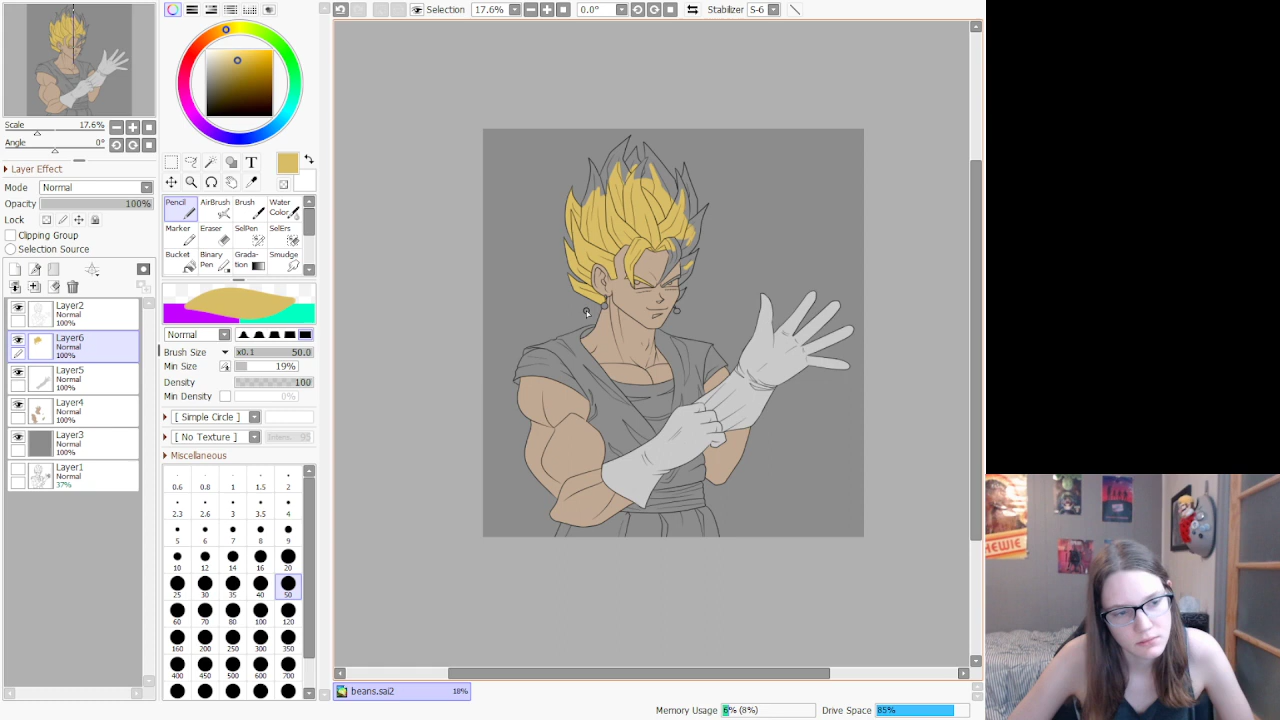 Selection 17.6% 0.0° Stabilizer S-6
Scale 17.6%
Angle 0°
Layer Effect
Mode Normal
Opacity 100%
Lock
Clipping Group
Selection Source
Layer2
Normal
100%
Layer6
Normal
100%
Layer5
Normal
100%
Layer4
Normal
100%
Layer3
Normal
100%
Layer1
Normal
37%
T
Pencil AirBrush Brush Water Color
Marker Eraser SelPen SelErs
Bucket Binary Pen Grada-tion Smudge
Normal
Brush Size x0.1 50.0
Min Size 19%
Density 100
Min Density 0%
[ Simple Circle ]
[ No Texture ] 95
Miscellaneous
0.6 0.8 1 1.5 2
2.3 2.6 3 3.5 4
5 6 7 8 9
10 12 14 16 20
25 30 35 40 50
60 70 80 100 120
160 200 250 300 350
400 450 500 600 700
beans.sai2 18%
Memory Usage 6% (8%) Drive Space 85%
HEWIE